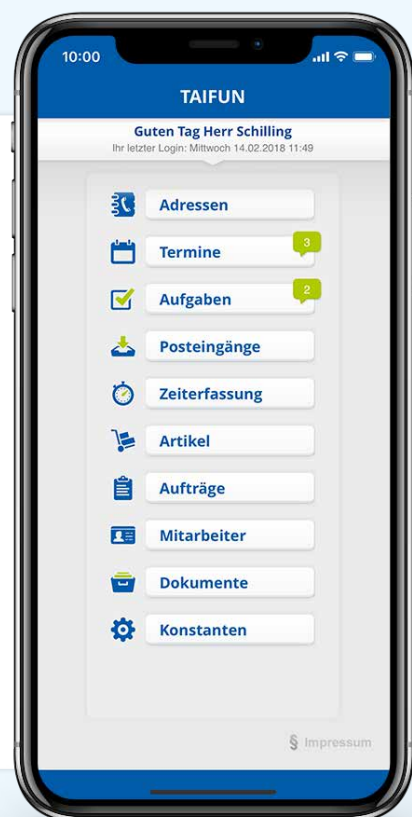 10:00
TAIFUN
Guten Tag Herr Schilling
Ihr letzter Login: Mittwoch 14.02.2018 11:49
Adressen
Termine
3
Aufgaben
2
Posteingänge
Zeiterfassung
Artikel
Aufträge
Mitarbeiter
Dokumente
Konstanten
§ Impressum